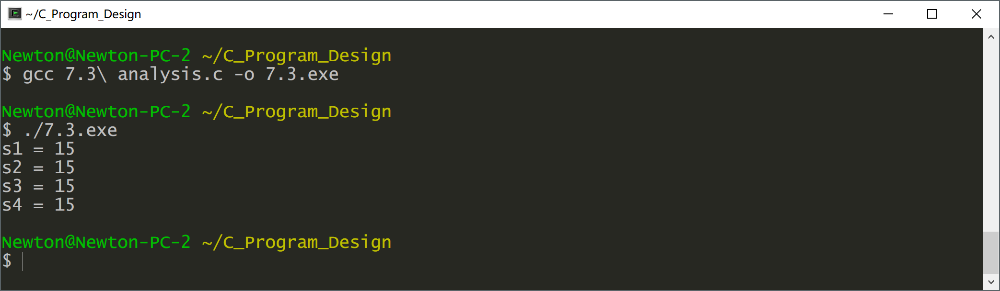 ~/C_Program_Design
Newton@Newton-PC-2 ~/C_Program_Design
$ gcc 7.3\ analysis.c -o 7.3.exe
Newton@Newton-PC-2 ~/C_Program_Design
$ ./7.3.exe
s1 = 15
s2 = 15
s3 = 15
s4 = 15
Newton@Newton-PC-2 ~/C_Program_Design
$